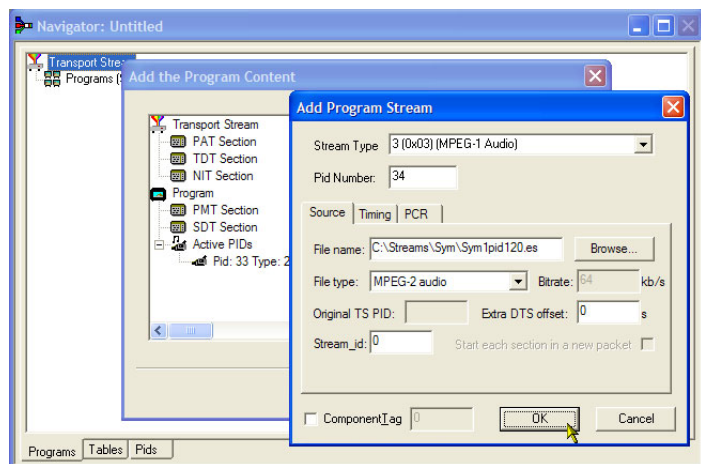 Navigator: Untitled
Transport Stre
Programs (S
Add the Program Content
Transport Stream
PAT Section
TDT Section
NIT Section
Program
PMT Section
SDT Section
Active PIDs
Pid: 33 Type: 2
Add Program Stream
Stream Type 3 (0x03) (MPEG-1 Audio)
Pid Number: 34
Source Timing PCR
File name: C:\Streams\Sym\Sym1pid120.es Browse...
File type: MPEG-2 audio Bitrate: 64 kb/s
Original TS PID: Extra DTS offset: 0 s
Stream_id: 0 Start each section in a new packet
ComponentTag 0 OK Cancel
Programs Tables Pids